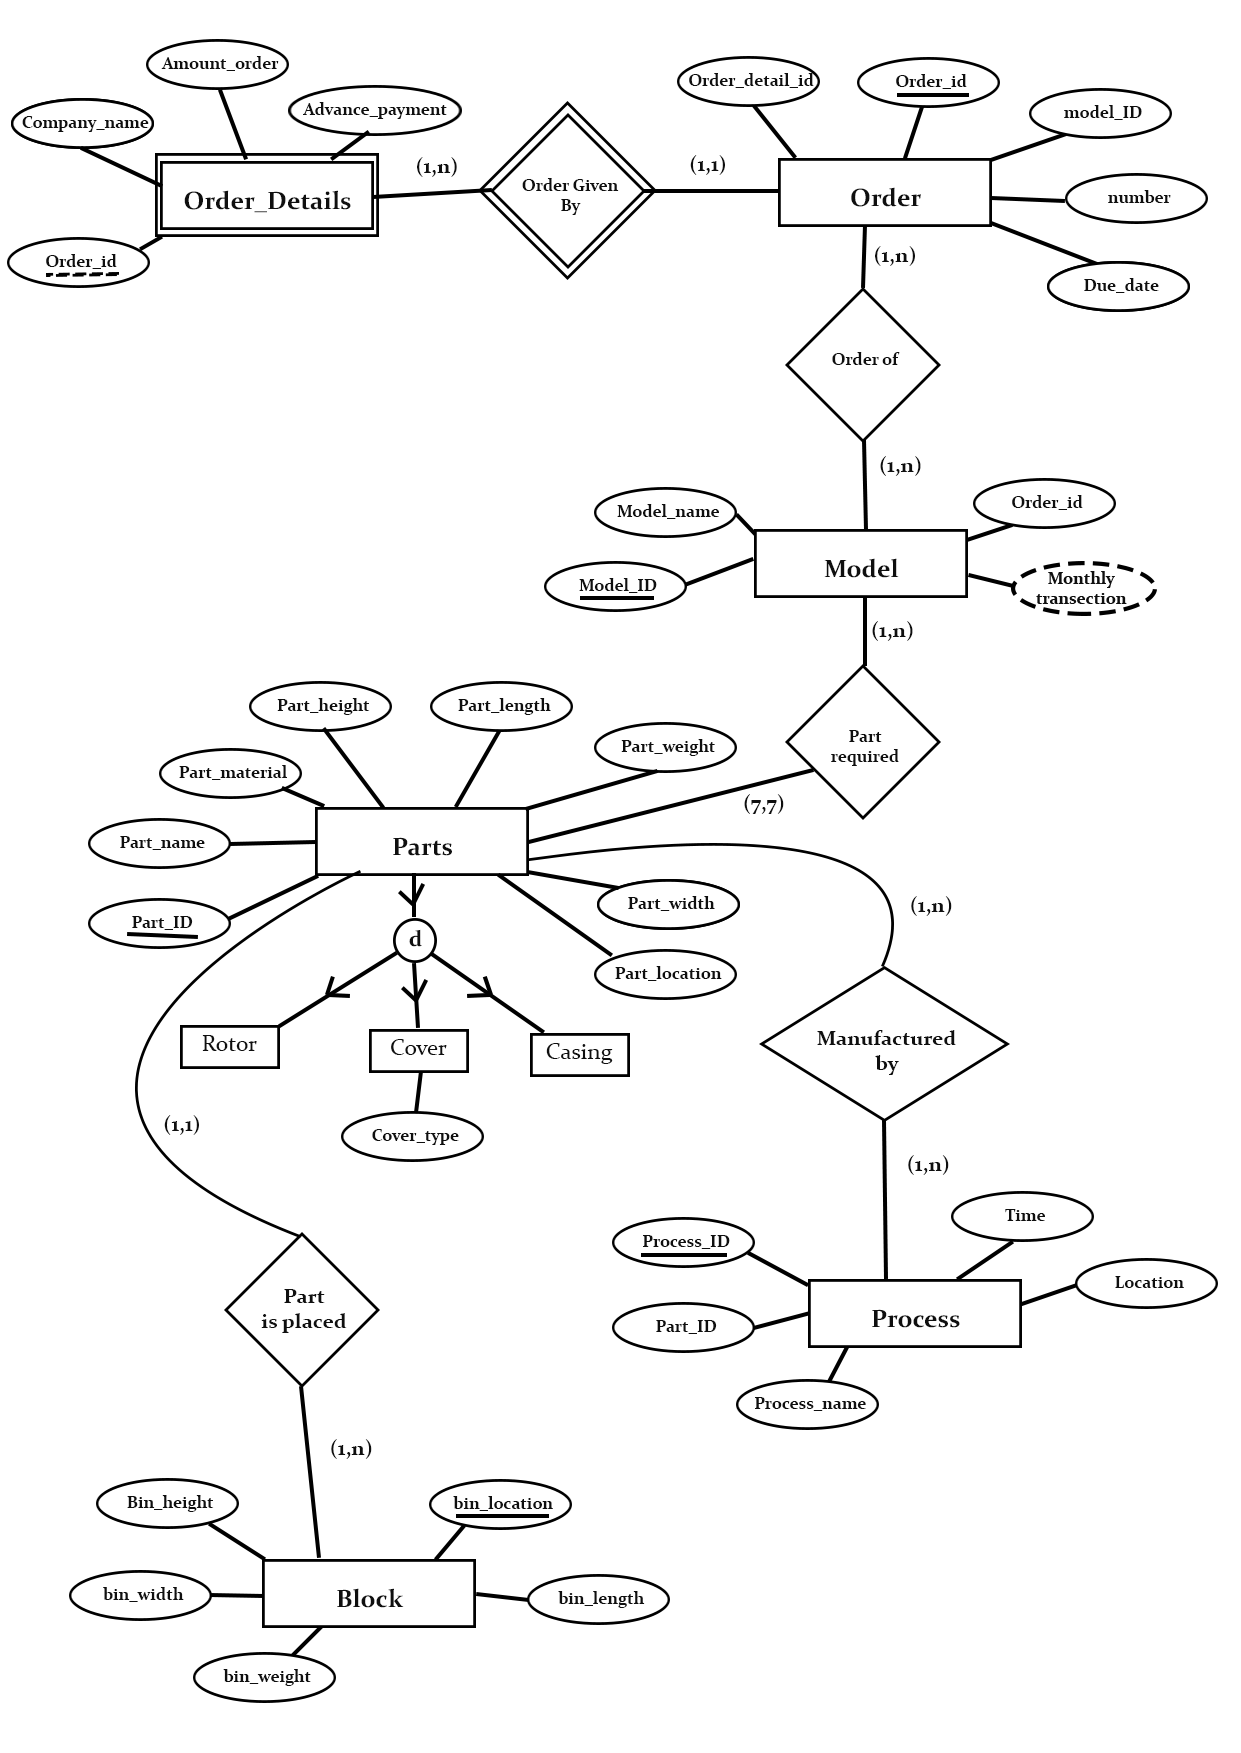 Amount_order
Company_name
Advance_payment
Order_Details
Order_id
(1,n)
Order Given
By
(1,1)
Order_detail_id
Order_id
model_ID
number
Order
Due_date
(1,n)
Order of
(1,n)
Model_name
Order_id
Model
Model_ID
Monthly
transection
(1,n)
Part
required
(7,7)
Part_height
Part_length
Part_weight
Part_material
Part_name
Parts
Part_ID
Part_width
Part_location
d
Rotor
Cover
Casing
Cover_type
(1,n)
Manufactured
by
(1,n)
(1,1)
Process_ID
Time
Location
Part_ID
Process
Process_name
Part
is placed
(1,n)
Bin_height
bin_location
bin_width
Block
bin_length
bin_weight